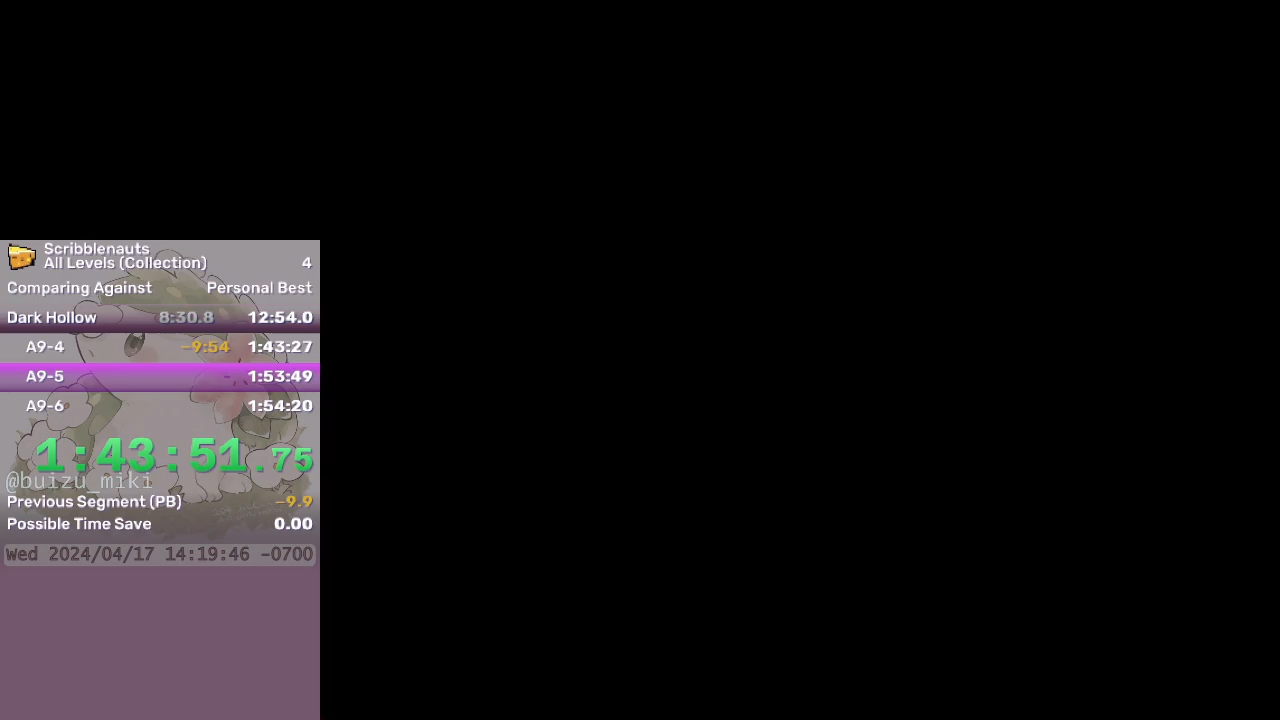 Scribblenauts
All Levels (Collection) 4
Comparing Against Personal Best
Dark Hollow 8:30.8 12:54.0
A9-4 −9:54 1:43:27
A9-5 1:53:49
A9-6 1:54:20
1:43:51.75
@buizu_miki
Previous Segment (PB) −9.9
Possible Time Save 0.00
Wed 2024/04/17 14:19:46 -0700